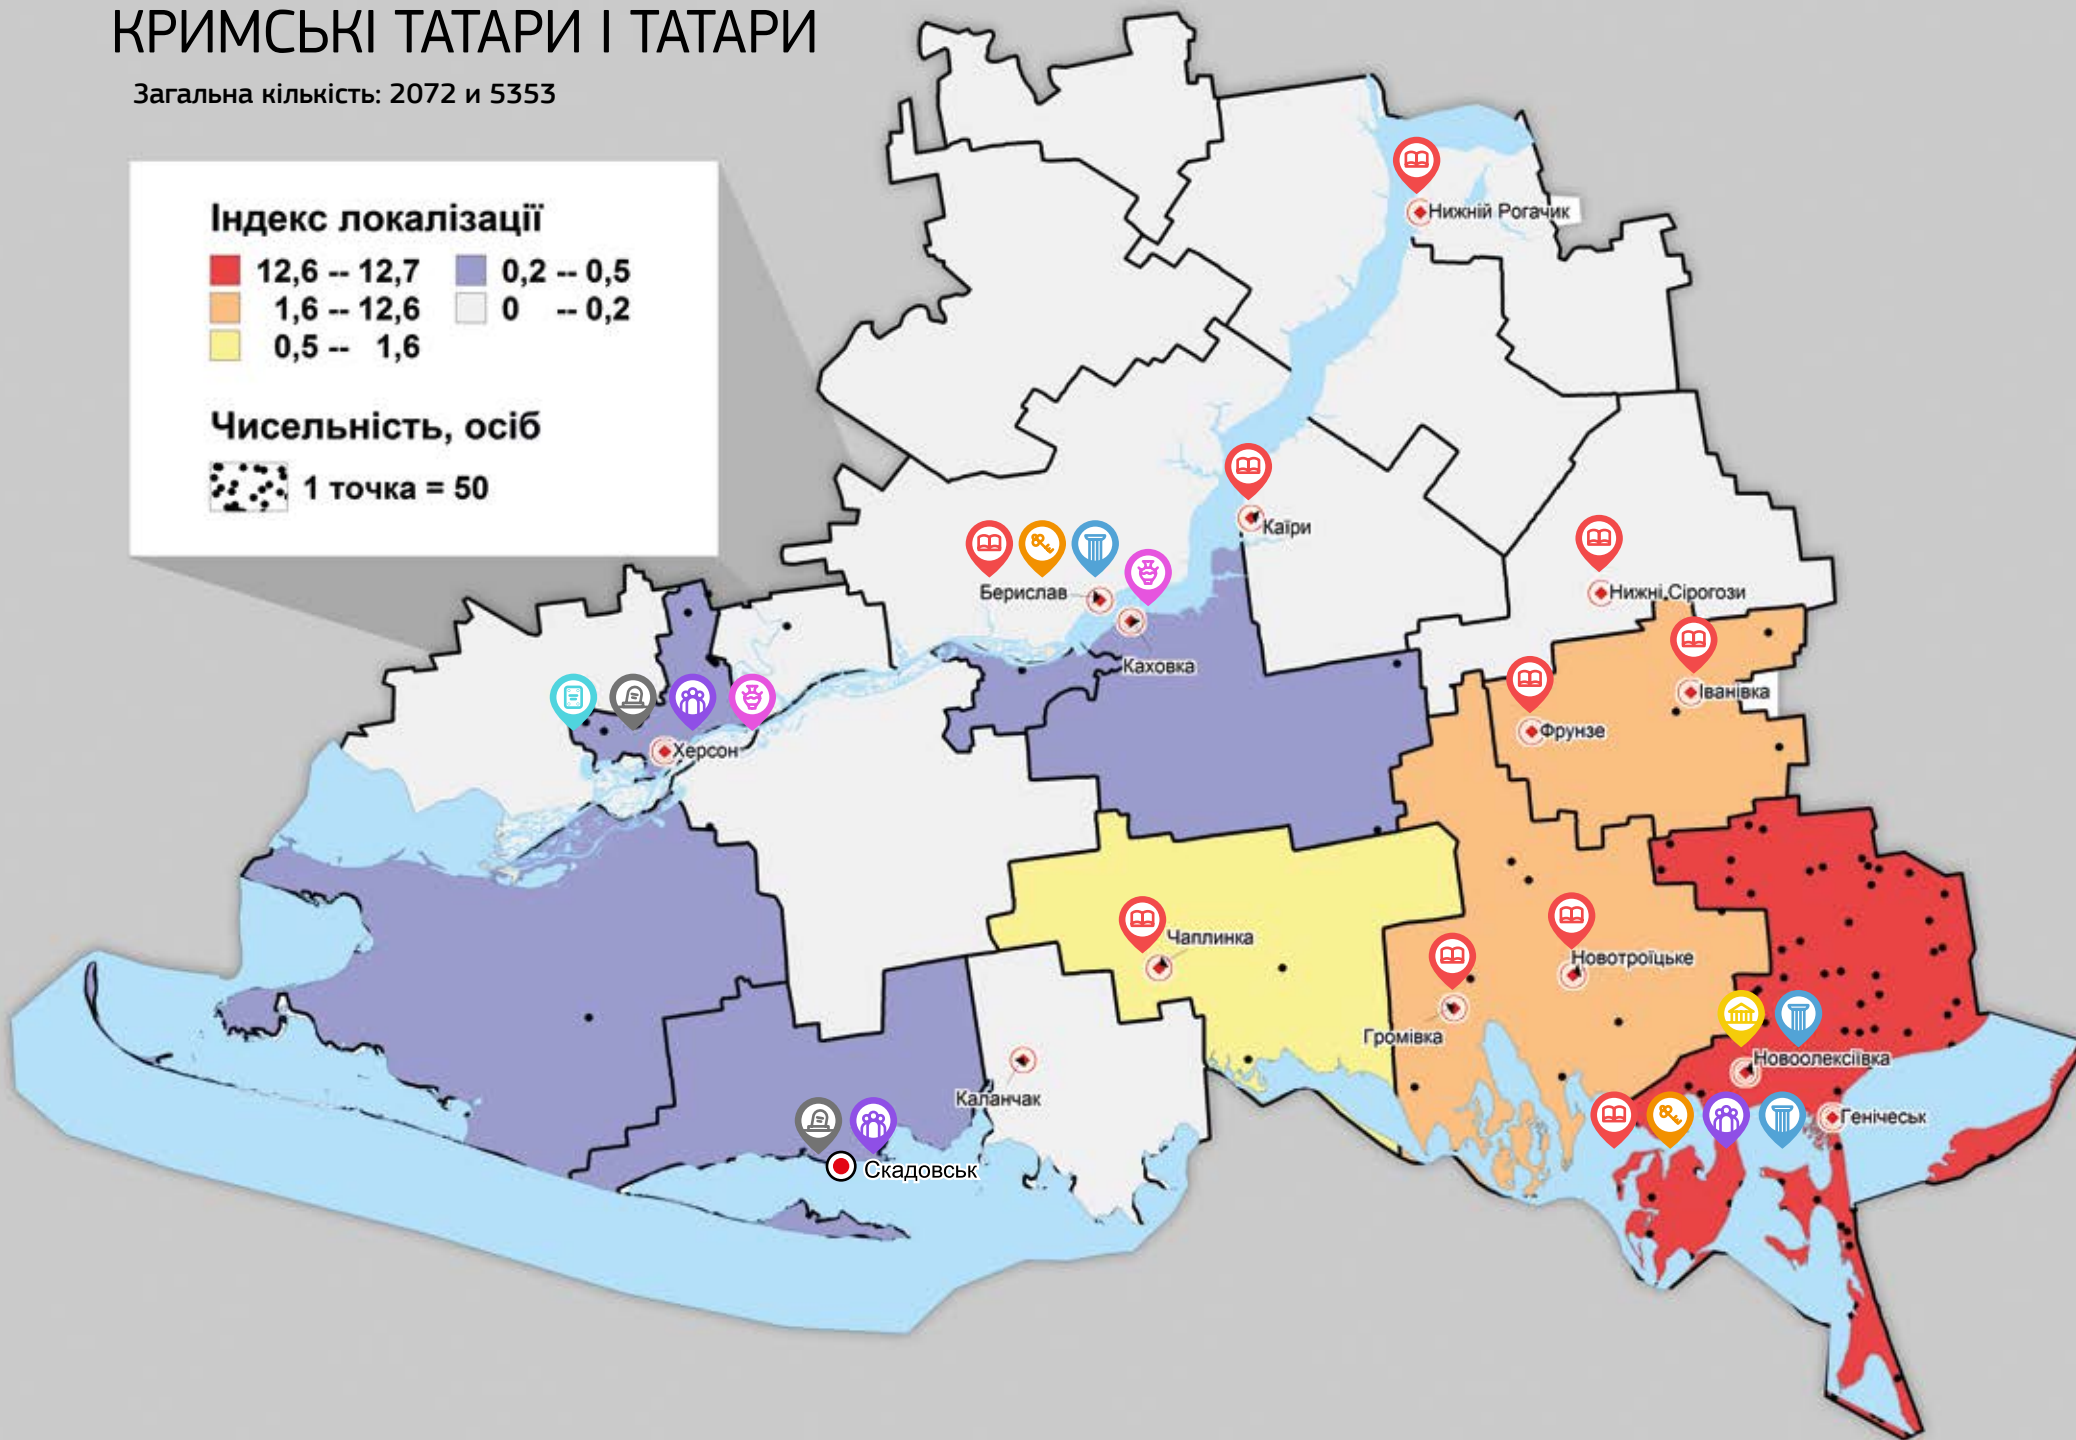 КРИМСЬКІ ТАТАРИ І ТАТАРИ
Загальна кількість: 2072 и 5353
Індекс локалізації
12,6 -- 12,7
0,2 -- 0,5
1,6 -- 12,6
0 -- 0,2
0,5 -- 1,6
Чисельність, осіб
1 точка = 50
Нижній Рогачик
Каїри
Берислав
Нижні Сірогози
Каховка
Іванівка
Фрунзе
Херсон
Чаплинка
Новотроїцьке
Громівка
Новоолексіївка
Каланчак
Генічеськ
Скадовськ